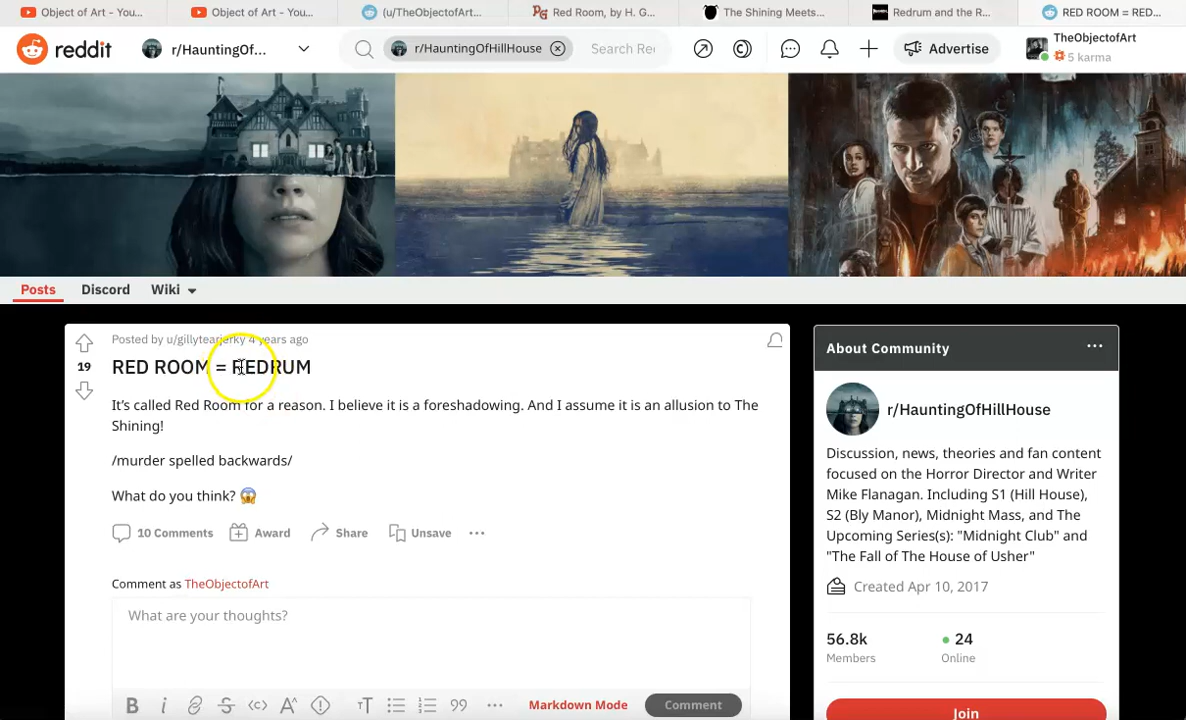 Object of Art - You...
Object of Art - You...
(u/TheObjectofArt...
Red Room, by H. G...
The Shining Meets...
Redrum and the R...
RED ROOM = RED...
reddit
r/HauntingOf...
r/HauntingOfHillHouse
Search Re
Advertise
TheObjectofArt
5 karma
Posts
Discord
Wiki
Posted by u/gillytearjerky 4 years ago
19
RED ROOM = REDRUM
It's called Red Room for a reason. I believe it is a foreshadowing. And I assume it is an allusion to The
Shining!
/murder spelled backwards/
What do you think? 😱
10 Comments
Award
Share
Unsave
Comment as TheObjectofArt
What are your thoughts?
Markdown Mode
Comment
About Community
r/HauntingOfHillHouse
Discussion, news, theories and fan content
focused on the Horror Director and Writer
Mike Flanagan. Including S1 (Hill House),
S2 (Bly Manor), Midnight Mass, and The
Upcoming Series(s): "Midnight Club" and
"The Fall of The House of Usher"
Created Apr 10, 2017
56.8k
Members
24
Online
Join